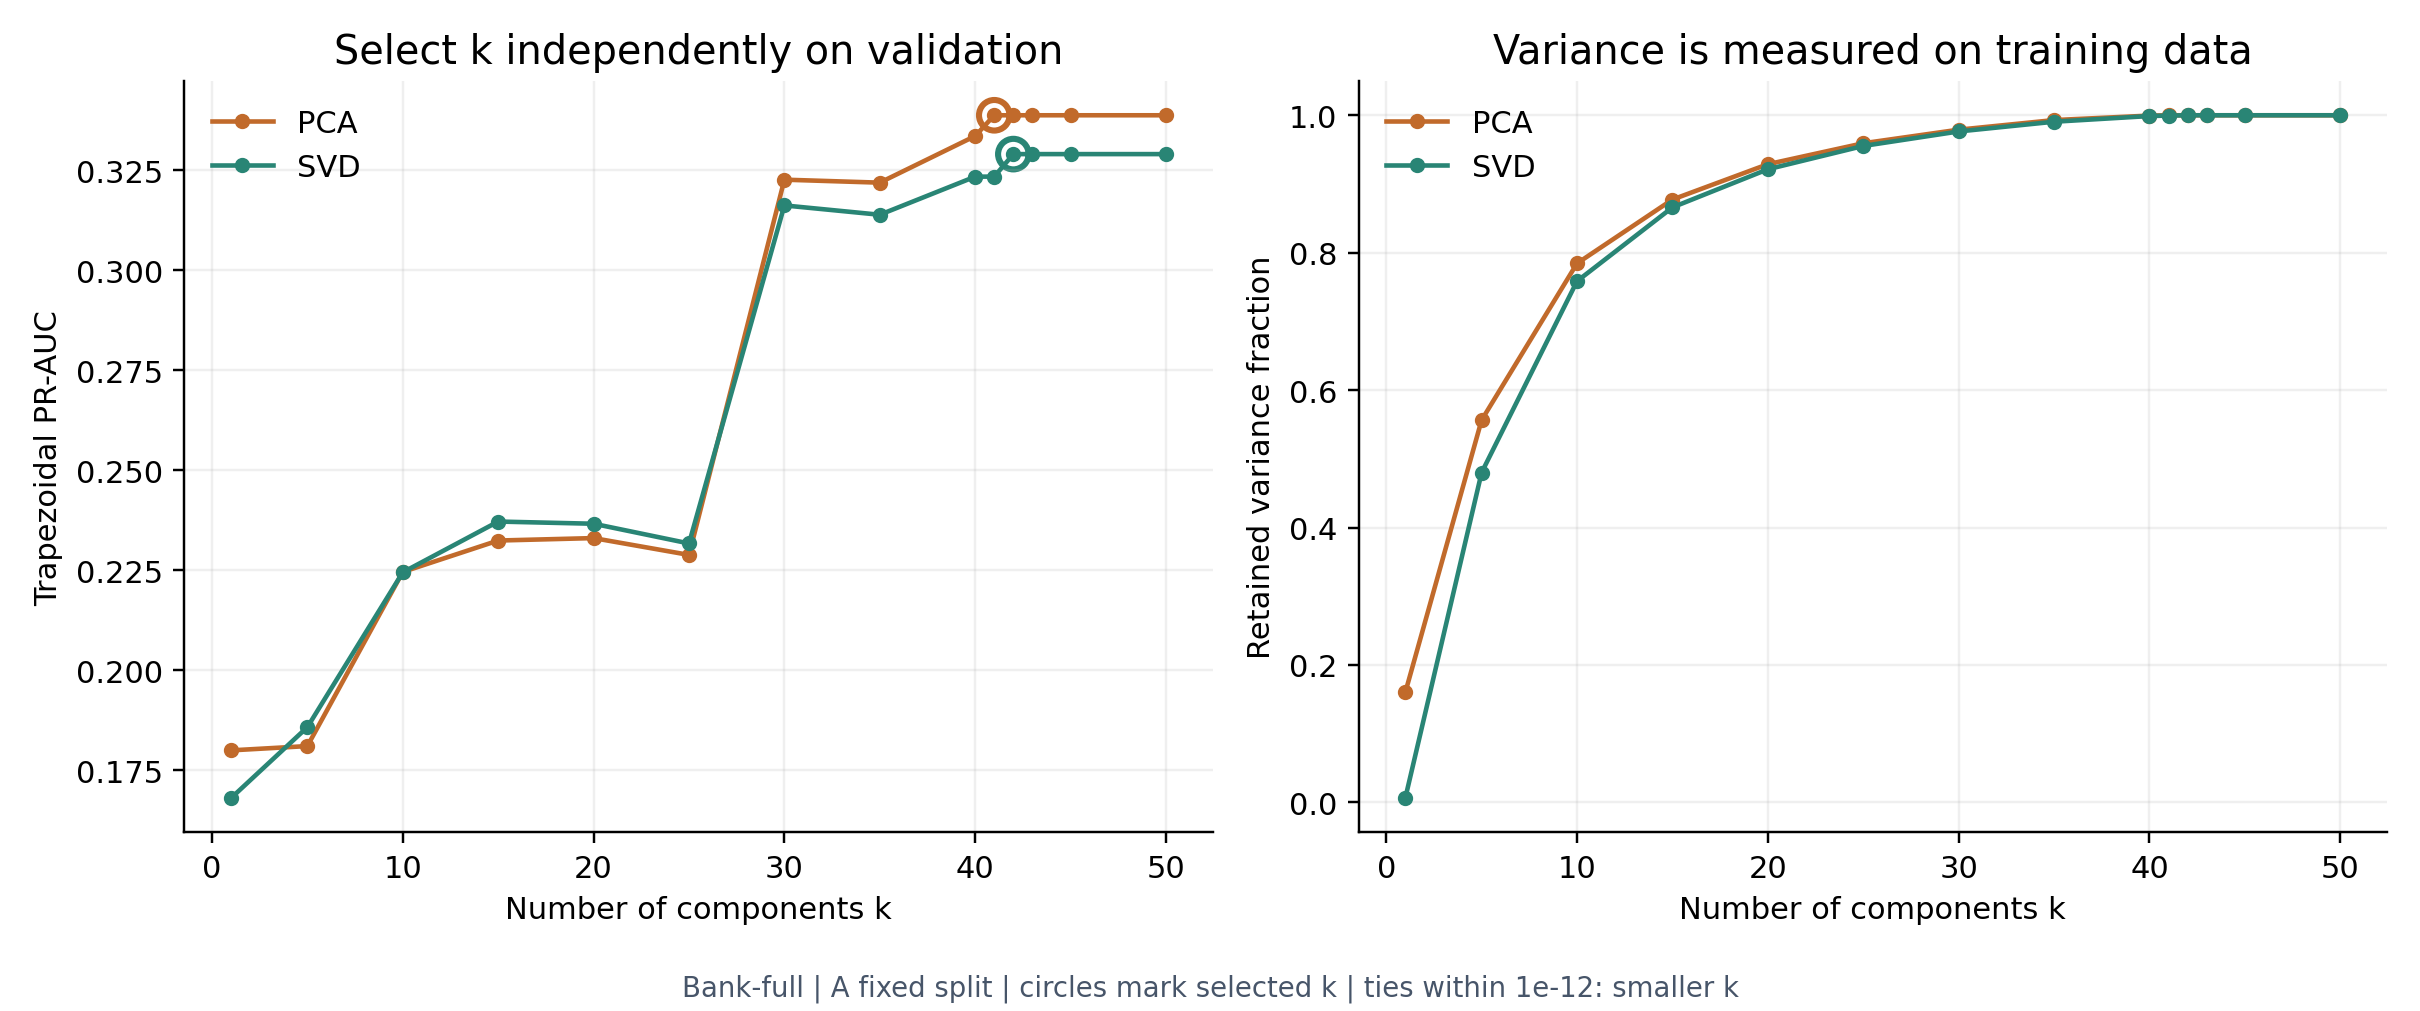 Select k independently on validation
PCA
SVD
0.325
0.300
0.275
0.250
0.225
0.200
0.175
Trapezoidal PR-AUC
0 10 20 30 40 50
Number of components k
Variance is measured on training data
PCA
SVD
1.0
0.8
0.6
0.4
0.2
0.0
Retained variance fraction
0 10 20 30 40 50
Number of components k
Bank-full | A fixed split | circles mark selected k | ties within 1e-12: smaller k